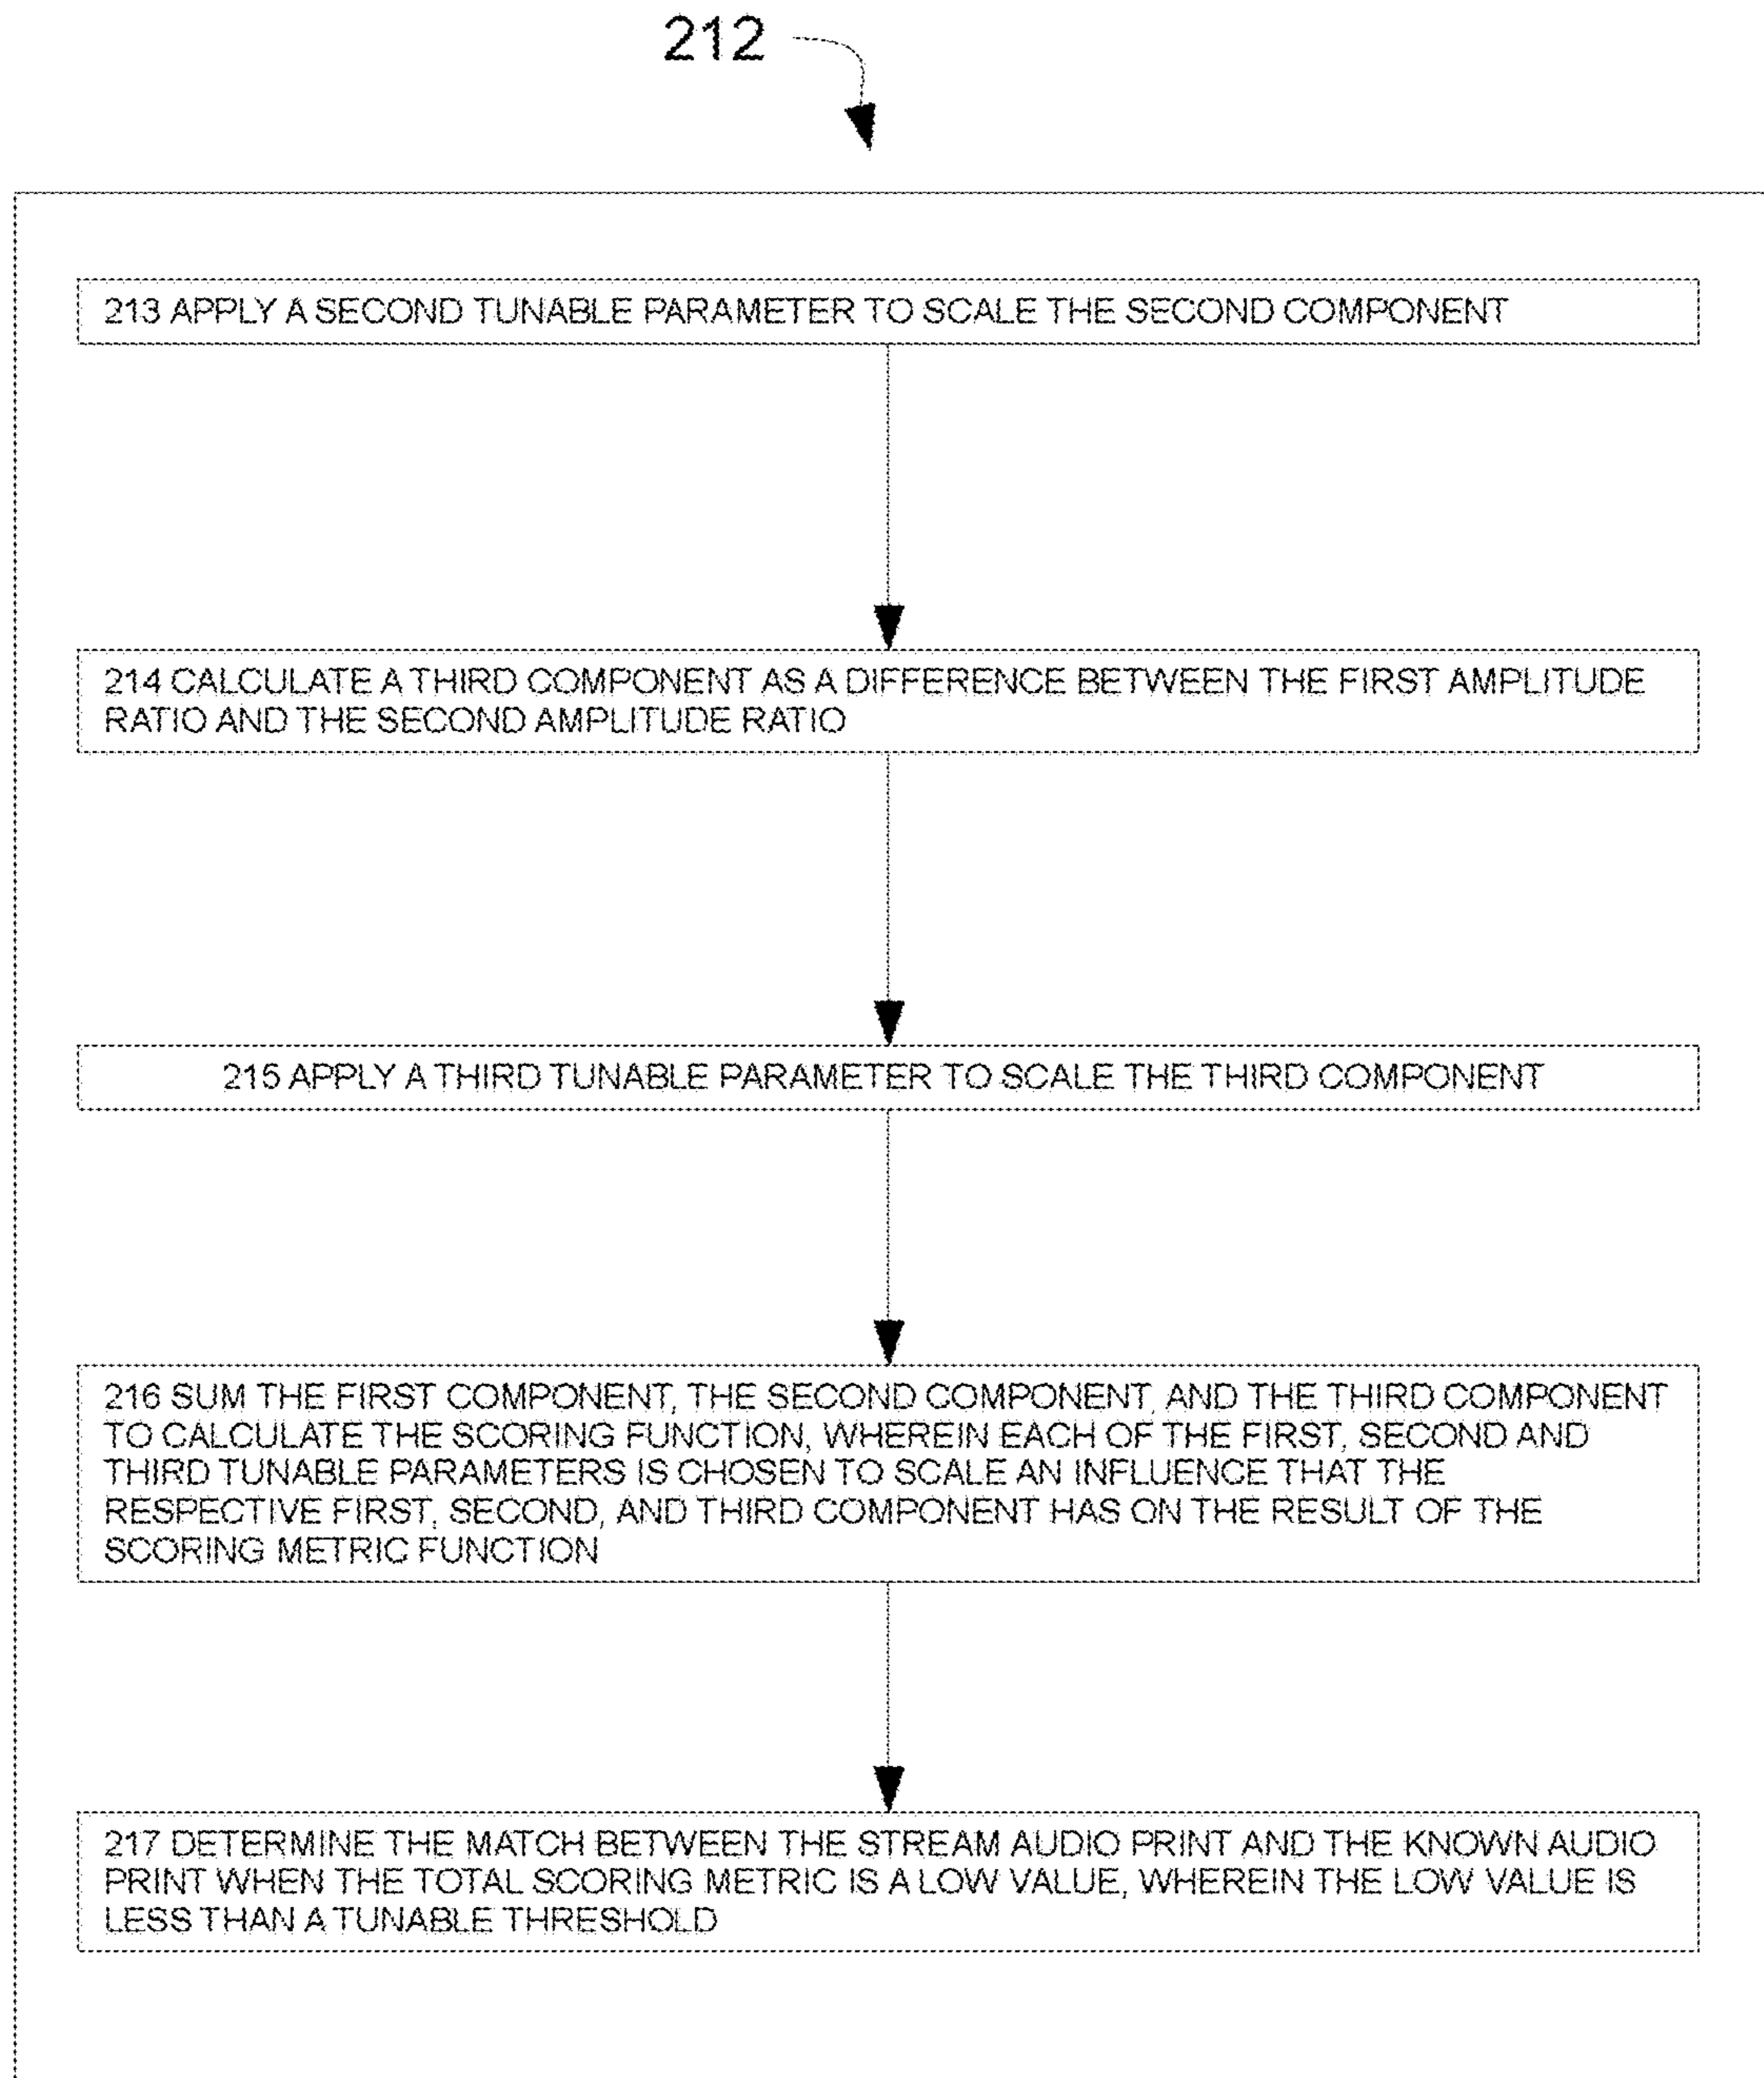 212
213 APPLY A SECOND TUNABLE PARAMETER TO SCALE THE SECOND COMPONENT
214 CALCULATE A THIRD COMPONENT AS A DIFFERENCE BETWEEN THE FIRST AMPLITUDE
RATIO AND THE SECOND AMPLITUDE RATIO
215 APPLY A THIRD TUNABLE PARAMETER TO SCALE THE THIRD COMPONENT
216 SUM THE FIRST COMPONENT, THE SECOND COMPONENT, AND THE THIRD COMPONENT
TO CALCULATE THE SCORING FUNCTION, WHEREIN EACH OF THE FIRST, SECOND AND
THIRD TUNABLE PARAMETERS IS CHOSEN TO SCALE AN INFLUENCE THAT THE
RESPECTIVE FIRST, SECOND, AND THIRD COMPONENT HAS ON THE RESULT OF THE
SCORING METRIC FUNCTION
217 DETERMINE THE MATCH BETWEEN THE STREAM AUDIO PRINT AND THE KNOWN AUDIO
PRINT WHEN THE TOTAL SCORING METRIC IS A LOW VALUE, WHEREIN THE LOW VALUE IS
LESS THAN A TUNABLE THRESHOLD